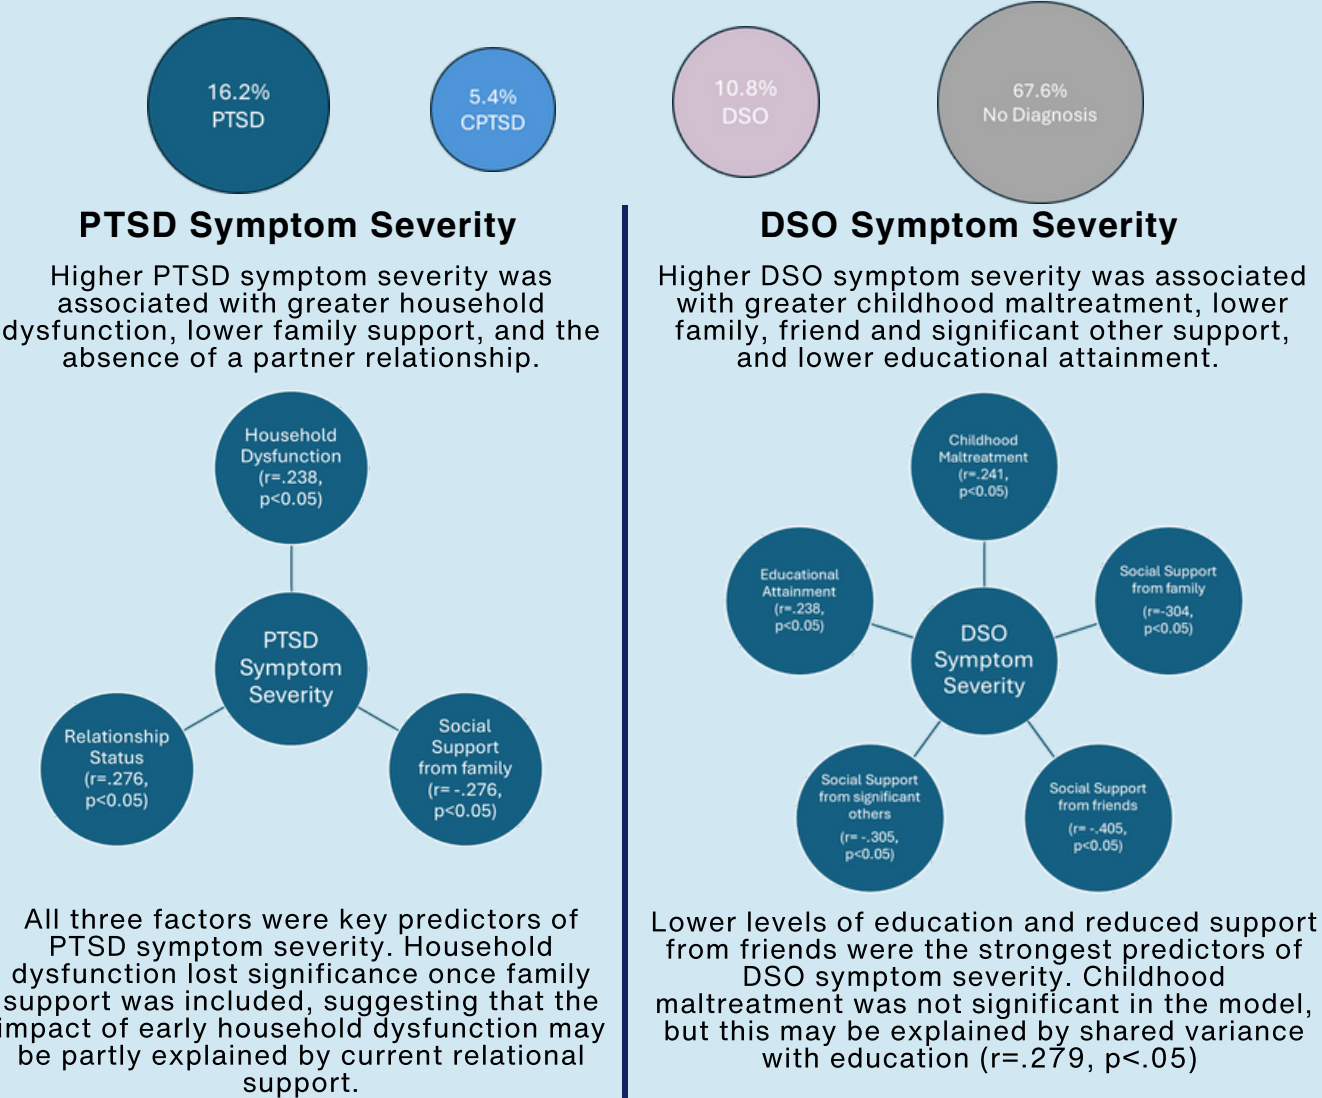 16.2%
PTSD
5.4%
CPTSD
10.8%
DSO
67.6%
No Diagnosis
PTSD Symptom Severity
Higher PTSD symptom severity was
associated with greater household
dysfunction, lower family support, and the
absence of a partner relationship.
Household
Dysfunction
(r=.238,
p<0.05)
PTSD
Symptom
Severity
Relationship
Status
(r=.276,
p<0.05)
Social
Support
from family
(r= -.276,
p<0.05)
All three factors were key predictors of
PTSD symptom severity. Household
dysfunction lost significance once family
support was included, suggesting that the
impact of early household dysfunction may
be partly explained by current relational
support.
DSO Symptom Severity
Higher DSO symptom severity was associated
with greater childhood maltreatment, lower
family, friend and significant other support,
and lower educational attainment.
Childhood
Maltreatment
(r=.241,
p<0.05)
Educational
Attainment
(r=.238,
p<0.05)
Social Support
from family
(r=-304,
p<0.05)
DSO
Symptom
Severity
Social Support
from significant
others
(r= -.305,
p<0.05)
Social Support
from friends
(r= -.405,
p<0.05)
Lower levels of education and reduced support
from friends were the strongest predictors of
DSO symptom severity. Childhood
maltreatment was not significant in the model,
but this may be explained by shared variance
with education (r=.279, p<.05)